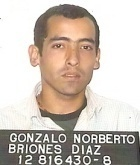 GONZALO NORBERTO
BRIONES DIAZ
12 816430-8